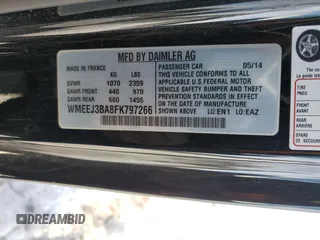 MFD BY DAIMLER AG
MADE IN FRANCE
PASSENGER CAR 05/14
KG LBS
GVWR 1070 2359
GAWR FRONT 440 970
GAWR REAR 660 1455
THIS VEHICLE CONFORMS TO ALL
APPLICABLE U.S. FEDERAL MOTOR
VEHICLE SAFETY BUMPER AND THEFT
PREVENTION STANDARDS IN EFFECT
ON THE DATE OF MANUFACTURE
SHOWN ABOVE. LU:EN1 LO:EAZ
WMEEJ3BA8FK797266
DAMEBID